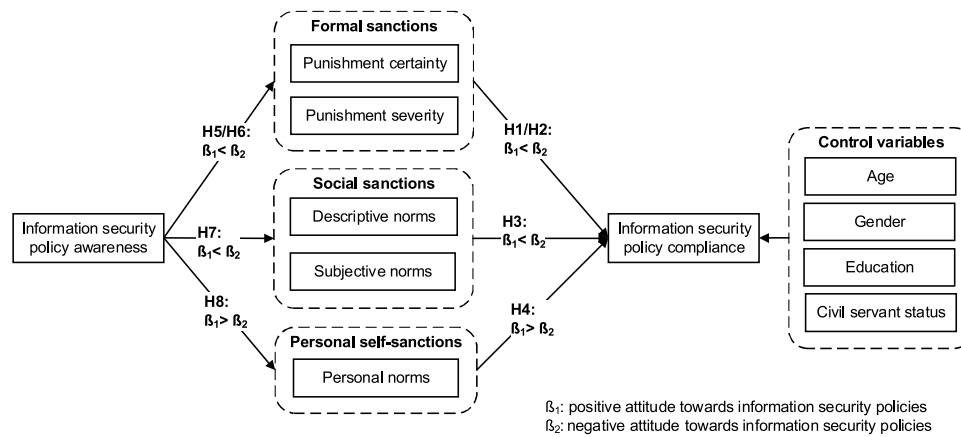 Formal sanctions
Punishment certainty
Punishment severity
H5/H6:
ß₁< ß₂
H1/H2:
ß₁< ß₂
Control variables
Age
Gender
Education
Civil servant status
Social sanctions
Descriptive norms
Subjective norms
Information security
policy awareness
H7:
ß₁< ß₂
H3:
ß₁< ß₂
Information security
policy compliance
H8:
ß₁> ß₂
H4:
ß₁> ß₂
Personal self-sanctions
Personal norms
ß₁: positive attitude towards information security policies
ß₂: negative attitude towards information security policies